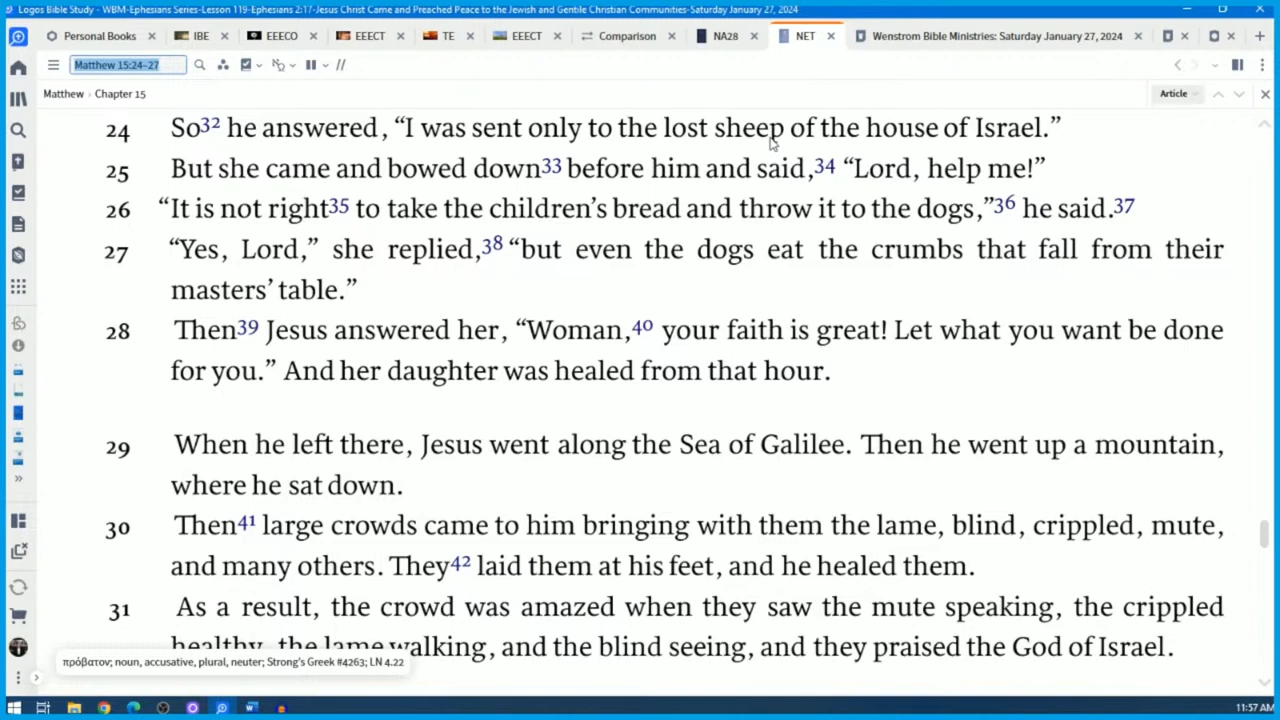 Logos Bible Study - WBM-Ephesians Series-Lesson 119-Ephesians 2:17-Jesus Christ Came and Preached Peace to the Jewish and Gentile Christian Communities-Saturday January 27, 2024
Personal Books IBE EEECO EEECT TE EEECT Comparison NA28 NET Wenstrom Bible Ministries: Saturday January 27, 2024
Matthew 15:24–27
Matthew › Chapter 15 Article
24 So32 he answered, “I was sent only to the lost sheep of the house of Israel.”
25 But she came and bowed down33 before him and said,34 “Lord, help me!”
26 “It is not right35 to take the children’s bread and throw it to the dogs,”36 he said.37
27 “Yes, Lord,” she replied,38 “but even the dogs eat the crumbs that fall from their
masters’ table.”
28 Then39 Jesus answered her, “Woman,40 your faith is great! Let what you want be done
for you.” And her daughter was healed from that hour.
29 When he left there, Jesus went along the Sea of Galilee. Then he went up a mountain,
where he sat down.
30 Then41 large crowds came to him bringing with them the lame, blind, crippled, mute,
and many others. They42 laid them at his feet, and he healed them.
31 As a result, the crowd was amazed when they saw the mute speaking, the crippled
healthy, the lame walking, and the blind seeing, and they praised the God of Israel.
πρόβατον; noun, accusative, plural, neuter; Strong's Greek #4263; LN 4.22
11:57 AM